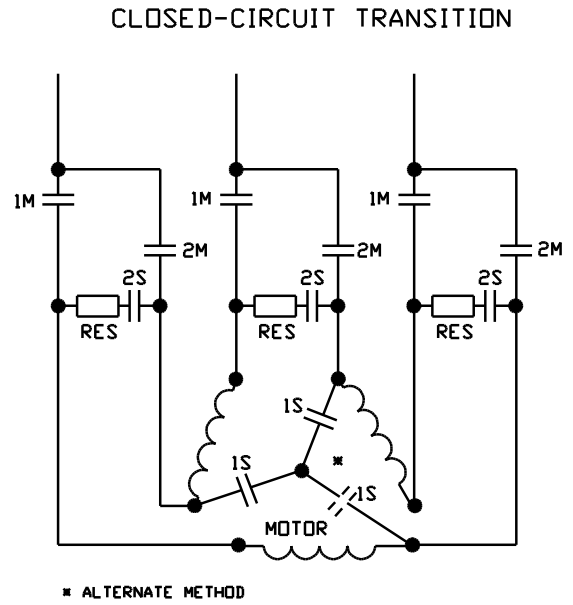 CLOSED-CIRCUIT TRANSITION
1M 1M 1M
2M 2M 2M
2S 2S 2S
RES RES RES
1S
* 
1S 1S
MOTOR
* ALTERNATE METHOD